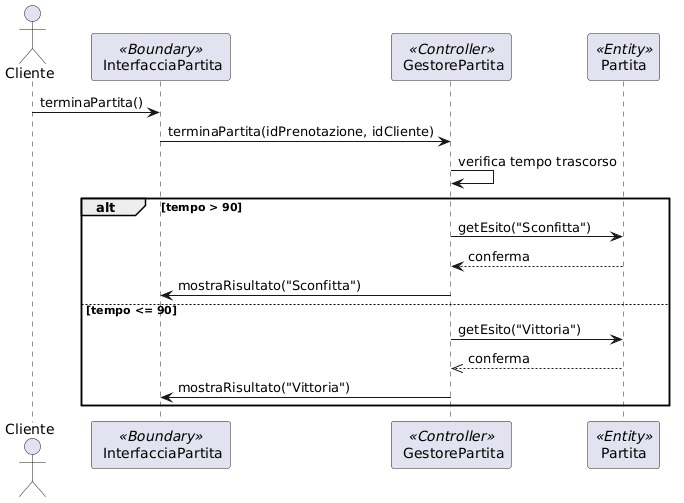 Cliente
«Boundary»
InterfacciaPartita
«Controller»
GestorePartita
«Entity»
Partita
terminaPartita()
terminaPartita(idPrenotazione, idCliente)
verifica tempo trascorso
alt
[tempo > 90]
getEsito("Sconfitta")
conferma
mostraRisultato("Sconfitta")
[tempo <= 90]
getEsito("Vittoria")
conferma
mostraRisultato("Vittoria")
Cliente
«Boundary»
InterfacciaPartita
«Controller»
GestorePartita
«Entity»
Partita